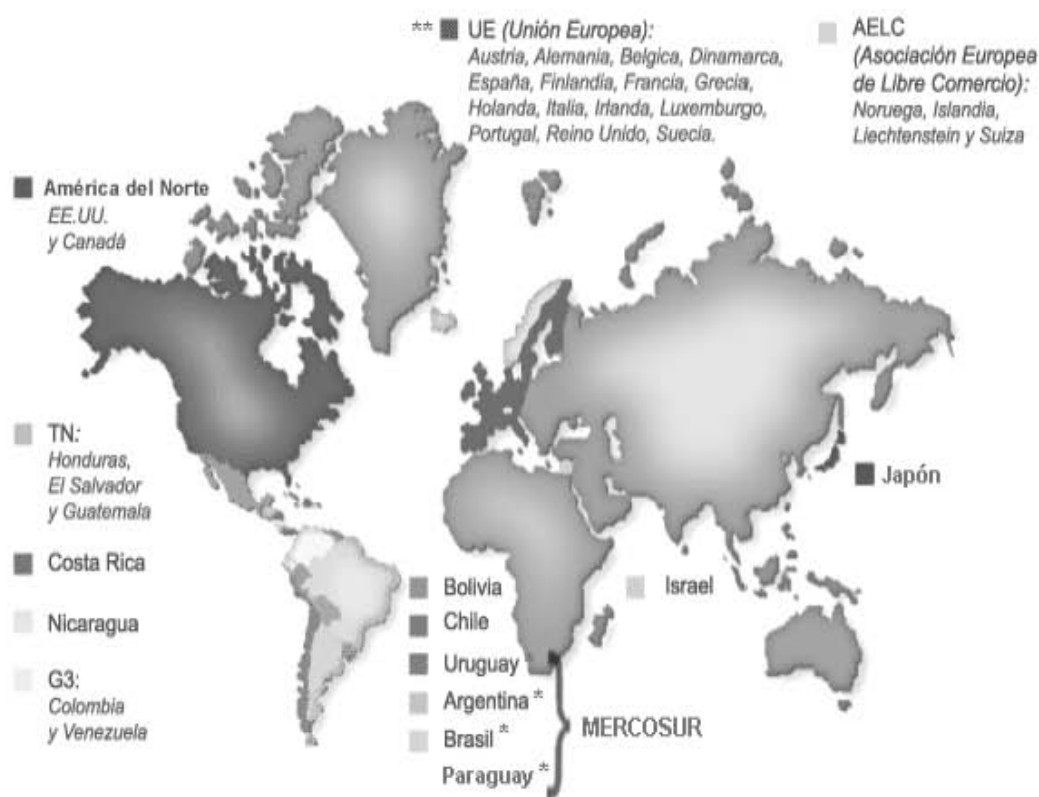 ** UE (Unión Europea):
Austria, Alemania, Belgica, Dinamarca,
España, Finlandia, Francia, Grecia,
Holanda, Italia, Irlanda, Luxemburgo,
Portugal, Reino Unido, Suecia.
AELC
(Asociación Europea
de Libre Comercio):
Noruega, Islandia,
Liechtenstein y Suiza
América del Norte
EE.UU.
y Canadá
TN:
Honduras,
El Salvador
y Guatemala
Costa Rica
Nicaragua
G3:
Colombia
y Venezuela
Japón
Bolivia
Israel
Chile
Uruguay
Argentina *
Brasil *
Paraguay *
MERCOSUR